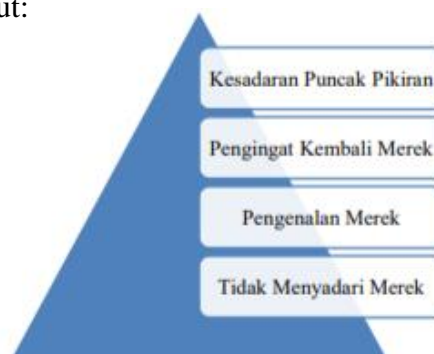 ut:
Kesadaran Puncak Pikiran
Pengingat Kembali Merek
Pengenalan Merek
Tidak Menyadari Merek